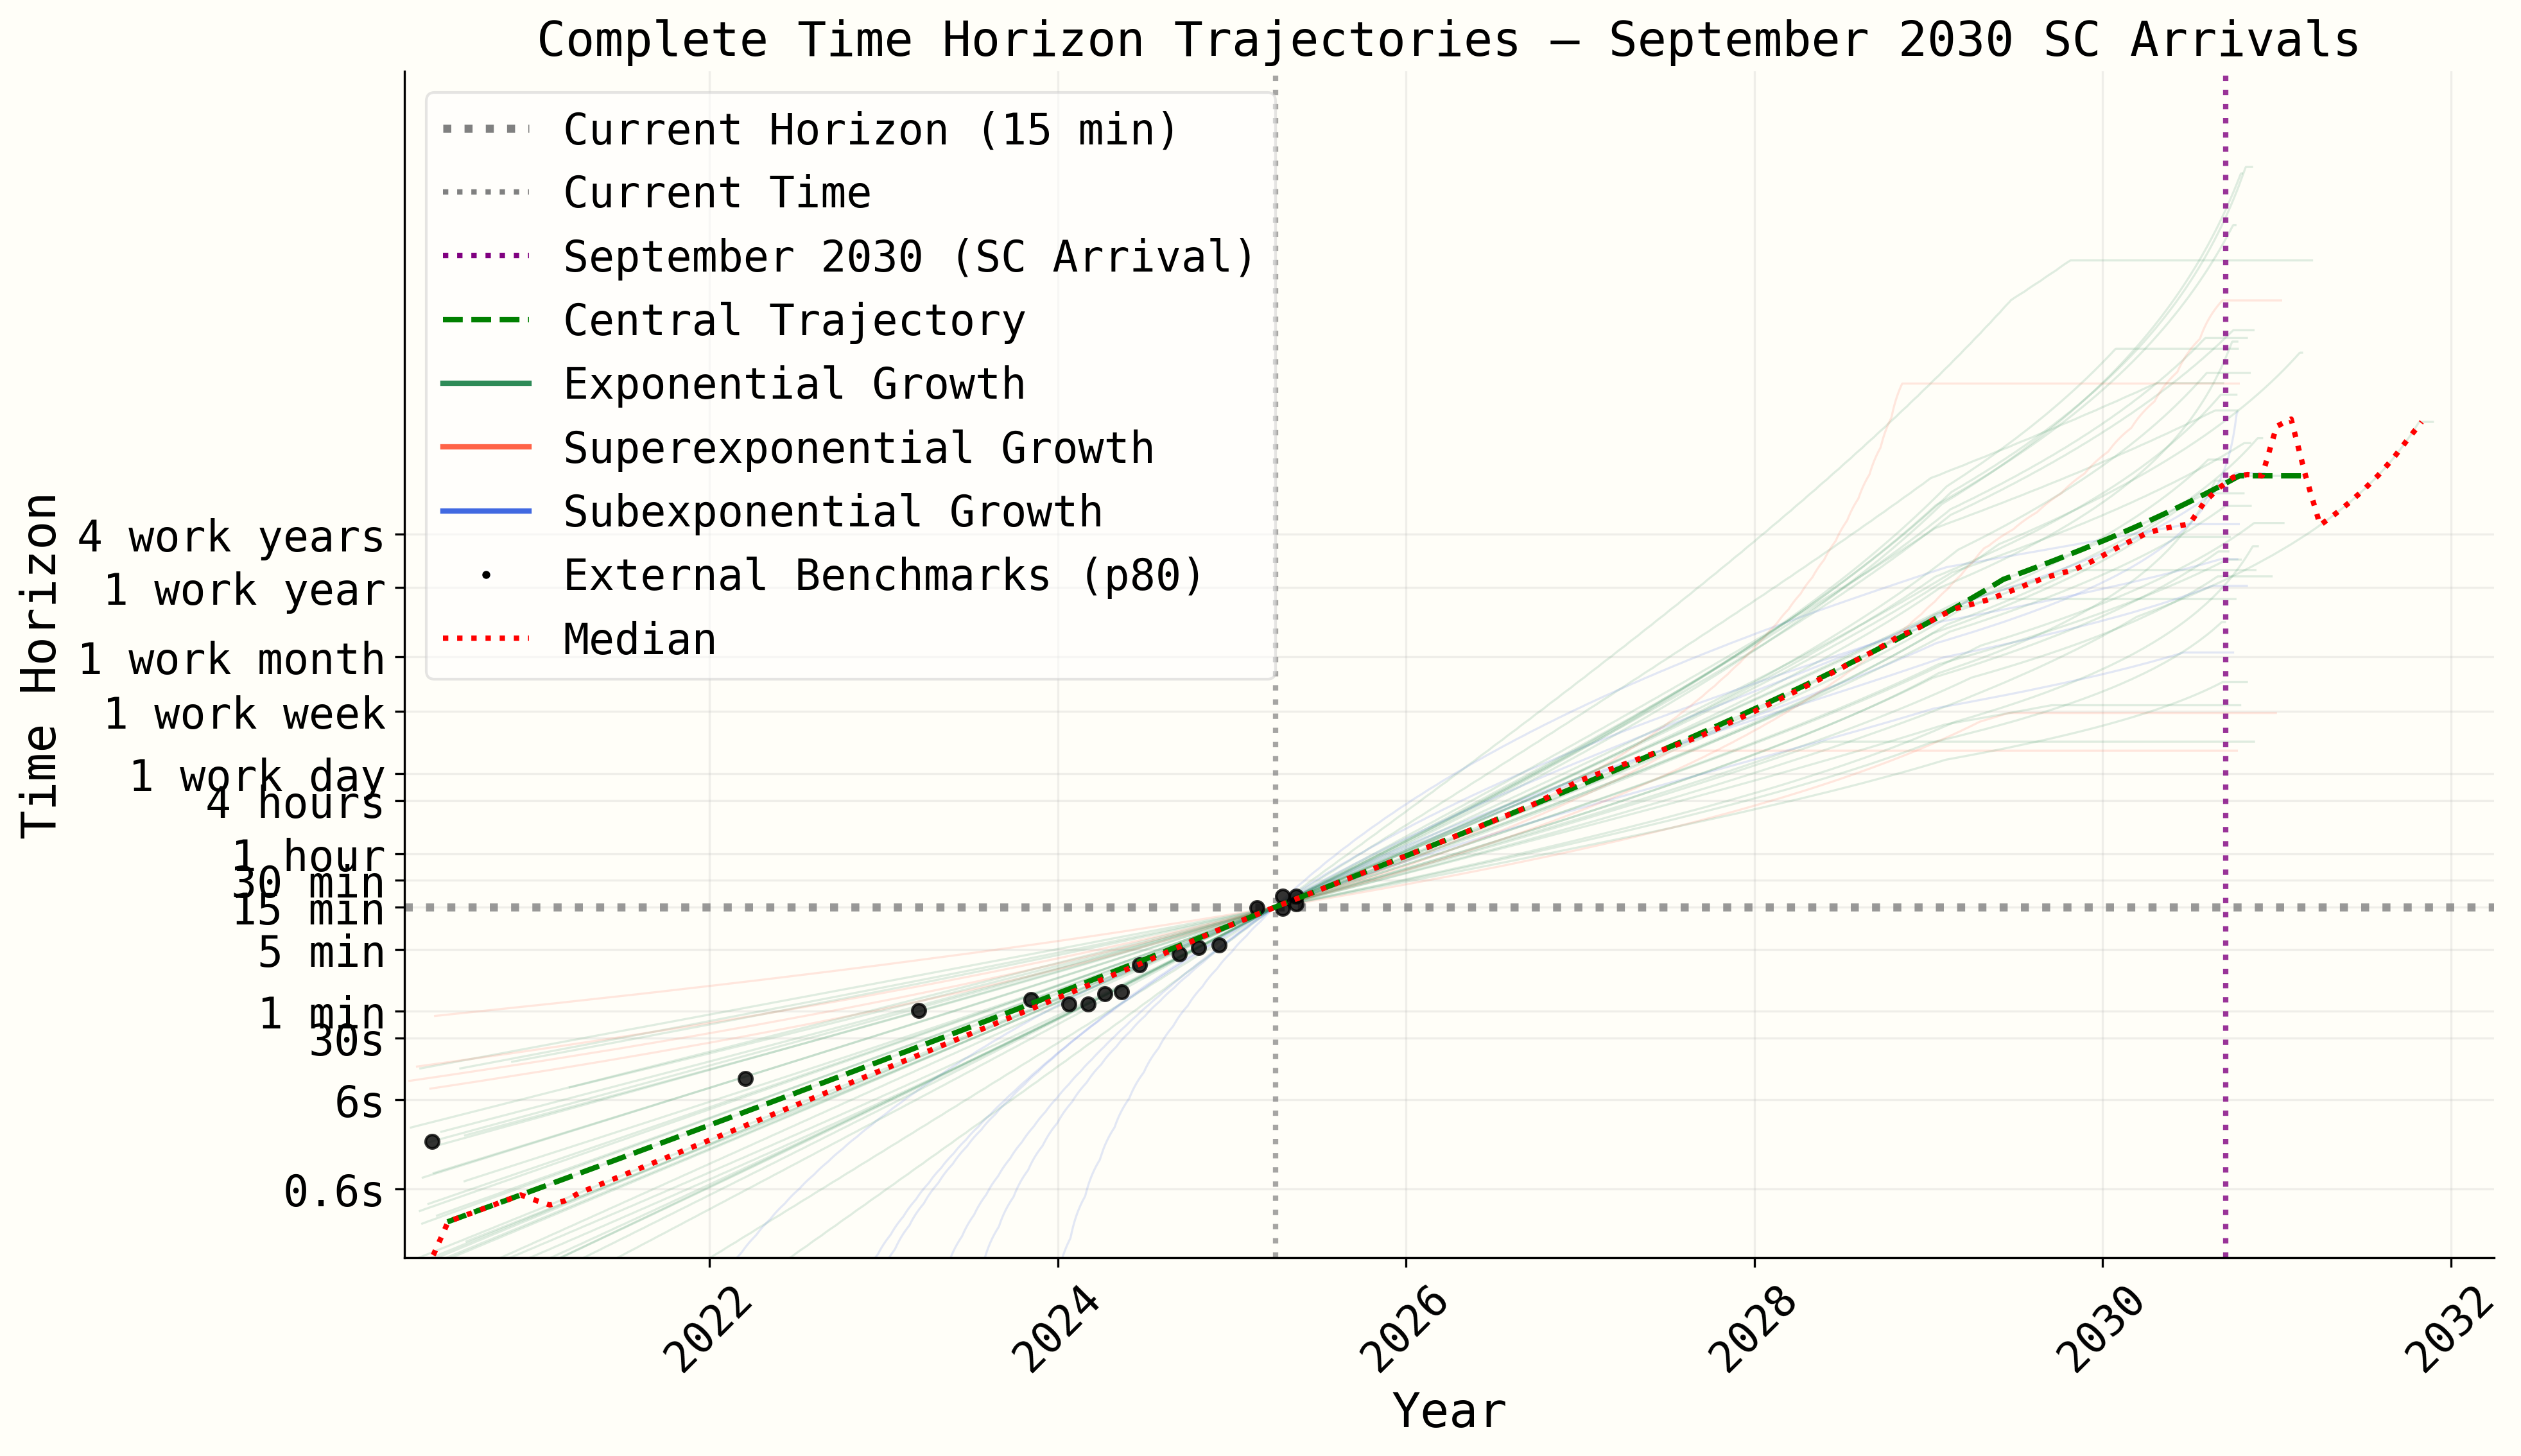 Complete Time Horizon Trajectories — September 2030 SC Arrivals
Current Horizon (15 min)
Current Time
September 2030 (SC Arrival)
Central Trajectory
Exponential Growth
Superexponential Growth
Subexponential Growth
External Benchmarks (p80)
Median
Time Horizon
4 work years
1 work year
1 work month
1 work week
1 work day
4 hours
1 hour
30 min
15 min
5 min
1 min
30s
6s
0.6s
2022
2024
2026
2028
2030
2032
Year